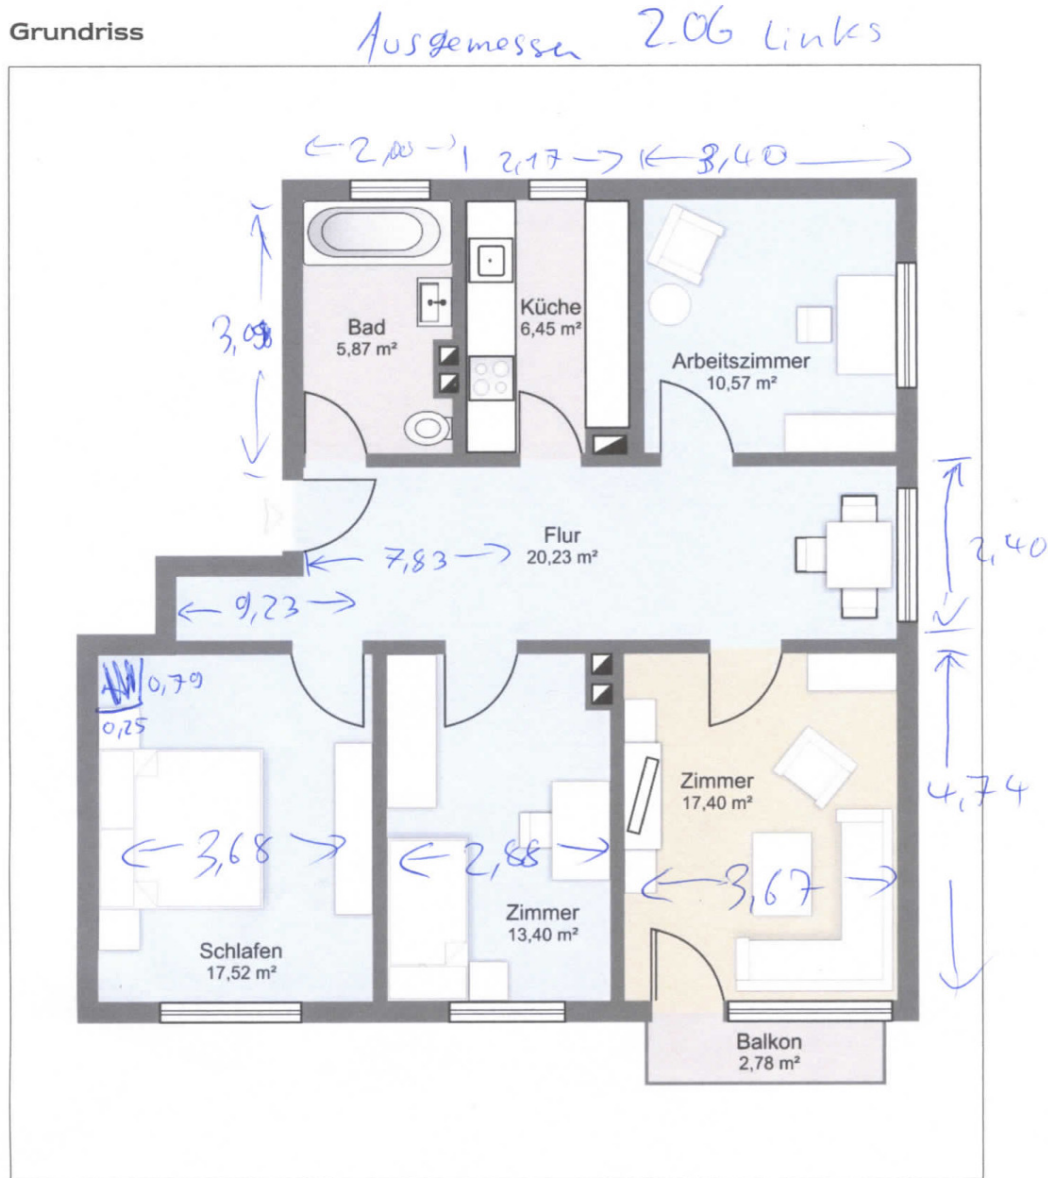 Grundriss
Ausgemessen 2.06 Links
2,00 2,17 3,40
Bad
5,87 m²
Küche
6,45 m²
Arbeitszimmer
10,57 m²
Flur
20,23 m²
7,83
2,40
9,23
0,79
0,25
4,74
Zimmer
17,40 m²
3,68
2,88
3,67
Zimmer
13,40 m²
Schlafen
17,52 m²
Balkon
2,78 m²